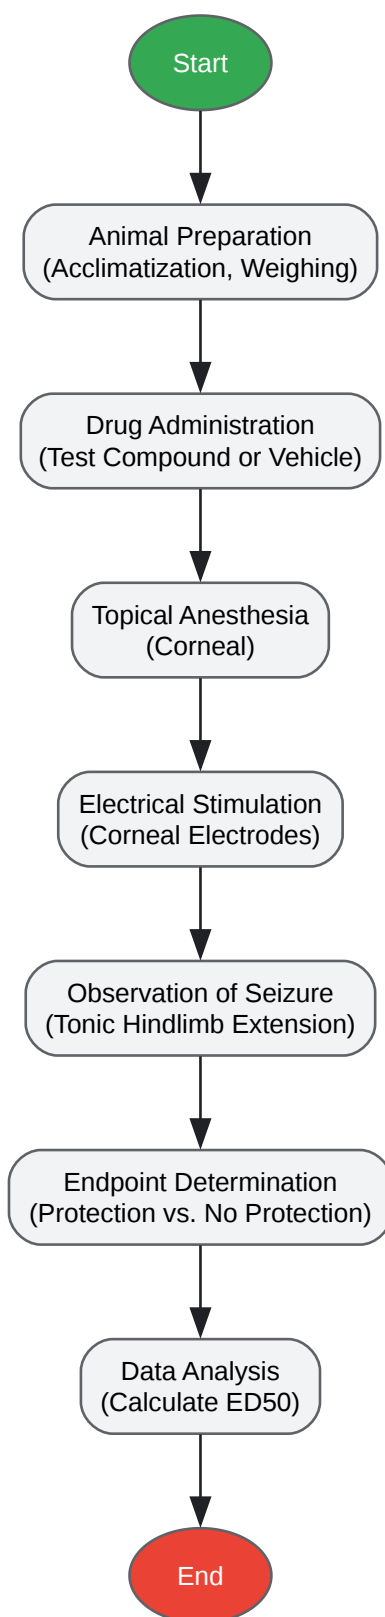 Start
Animal Preparation
(Acclimatization, Weighing)
Drug Administration
(Test Compound or Vehicle)
Topical Anesthesia
(Corneal)
Electrical Stimulation
(Corneal Electrodes)
Observation of Seizure
(Tonic Hindlimb Extension)
Endpoint Determination
(Protection vs. No Protection)
Data Analysis
(Calculate ED50)
End